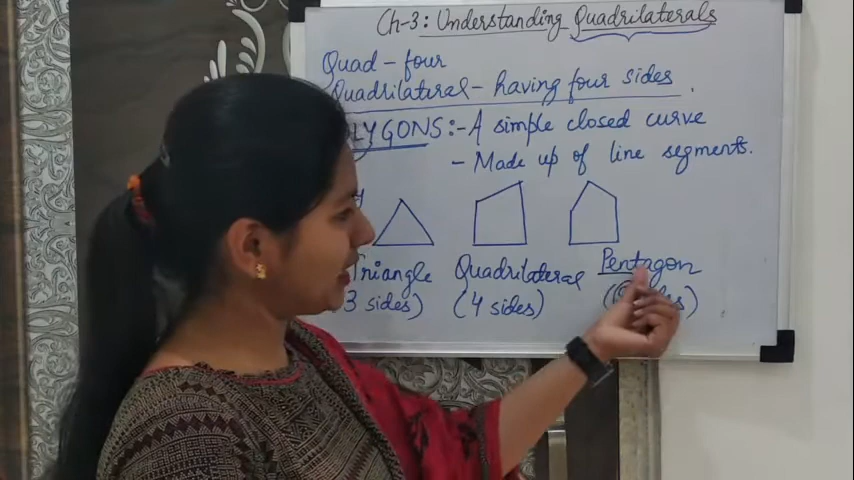 Ch-3: Understanding Quadrilaterals
Quad - four
Quadrilateral - having four sides.
LYGONS :- A simple closed curve
- Made up of line segments.
Triangle Quadrilateral Pentagon
3 sides) (4 sides)